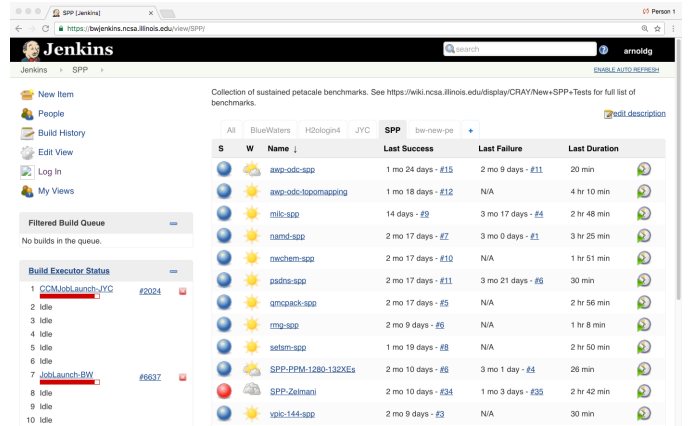 SPP [Jenkins]
Person 1
https://bwjenkins.ncsa.illinois.edu/view/SPP/
Jenkins
search
arnoldg
Jenkins SPP
ENABLE AUTO REFRESH
New Item
People
Build History
Edit View
Log In
My Views
Filtered Build Queue
No builds in the queue.
Build Executor Status
1 CCMJobLaunch-JYC #2024
2 Idle
3 Idle
4 Idle
5 Idle
6 Idle
7 JobLaunch-BW #6637
8 Idle
9 Idle
10 Idle
Collection of sustained petacale benchmarks. See https://wiki.ncsa.illinois.edu/display/CRAY/New+SPP+Tests for full list of
benchmarks.
edit description
All BlueWaters H2ologin4 JYC SPP bw-new-pe +
S W Name ↓ Last Success Last Failure Last Duration
awp-odc-spp 1 mo 24 days - #15 2 mo 9 days - #11 20 min
awp-odc-topomapping 1 mo 18 days - #12 N/A 4 hr 10 min
milc-spp 14 days - #9 3 mo 17 days - #4 2 hr 48 min
namd-spp 2 mo 17 days - #7 3 mo 0 days - #1 3 hr 25 min
nwchem-spp 2 mo 17 days - #10 N/A 1 hr 51 min
psdns-spp 2 mo 17 days - #11 3 mo 21 days - #6 30 min
qmcpack-spp 2 mo 17 days - #5 N/A 2 hr 56 min
rmg-spp 2 mo 9 days - #6 N/A 1 hr 8 min
setsm-spp 1 mo 19 days - #8 N/A 2 hr 50 min
SPP-PPM-1280-132XEs 2 mo 10 days - #6 3 mo 1 day - #4 26 min
SPP-Zelmani 2 mo 10 days - #34 1 mo 3 days - #35 2 hr 42 min
vpic-144-spp 2 mo 9 days - #3 N/A 30 min